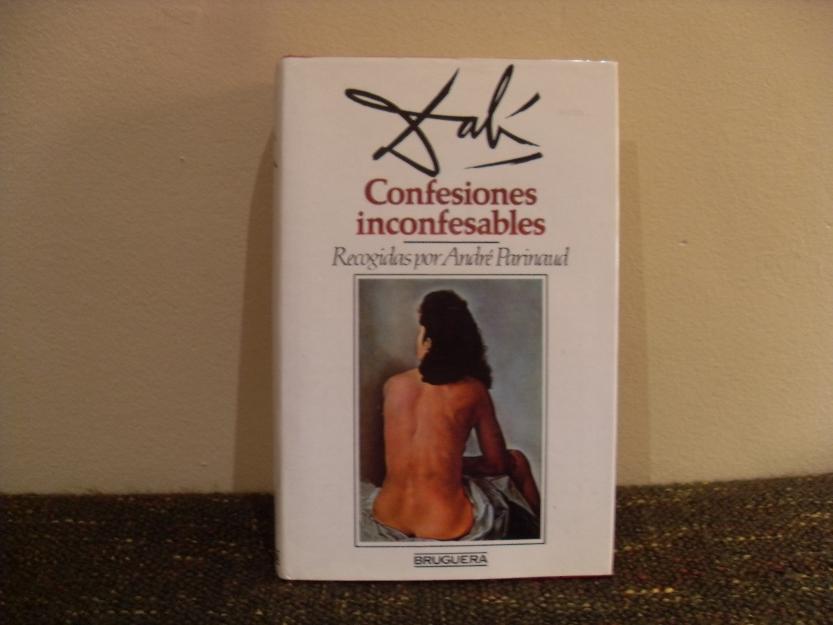 Dalí
Confesiones
inconfesables
Recogidas por André Parinaud
BRUGUERA